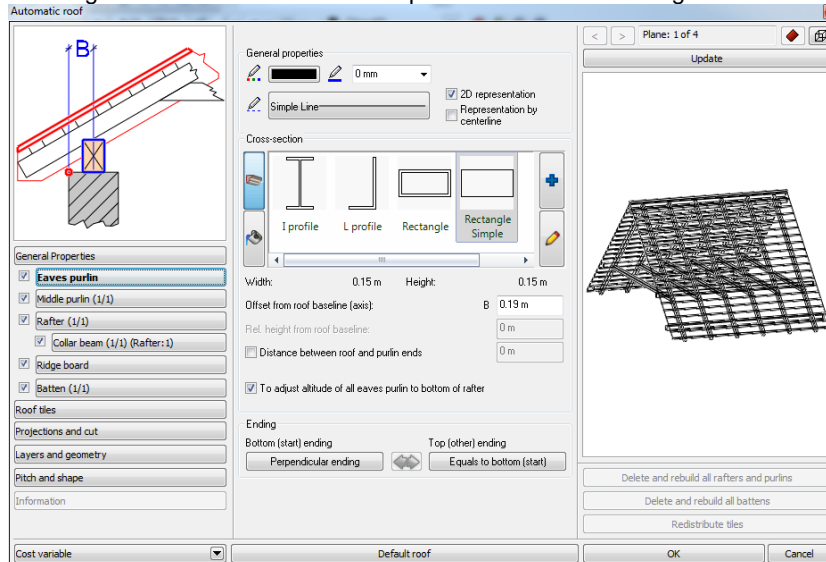 Automatic roof
B
General Properties
Eaves purlin
Middle purlin (1/1)
Rafter (1/1)
Collar beam (1/1) (Rafter:1)
Ridge board
Batten (1/1)
Roof tiles
Projections and cut
Layers and geometry
Pitch and shape
Information
Cost variable
General properties
0 mm
Simple Line
2D representation
Representation by
centerline
Cross-section
I profile
L profile
Rectangle
Rectangle
Simple
Width: 0.15 m Height: 0.15 m
Offset from roof baseline (axis): B 0.19 m
Rel. height from roof baseline: 0 m
Distance between roof and purlin ends 0 m
To adjust altitude of all eaves purlin to bottom of rafter
Ending
Bottom (start) ending Top (other) ending
Perpendicular ending Equals to bottom (start)
Default roof
< > Plane: 1 of 4
Update
Delete and rebuild all rafters and purlins
Delete and rebuild all battens
Redistribute tiles
OK Cancel